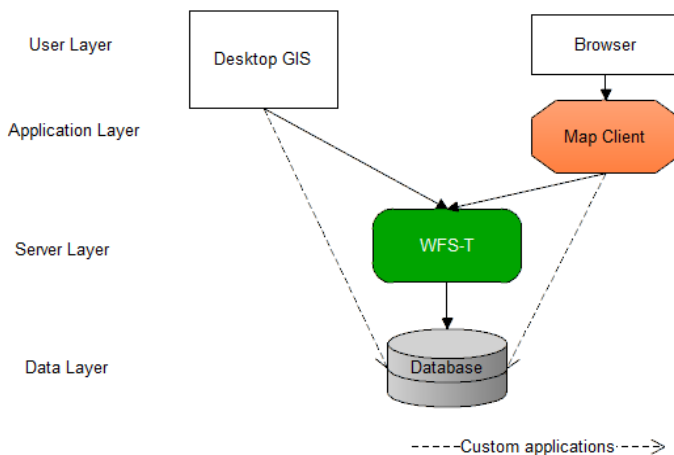 User Layer
Desktop GIS
Browser
Application Layer
Map Client
Server Layer
WFS-T
Data Layer
Database
Custom applications